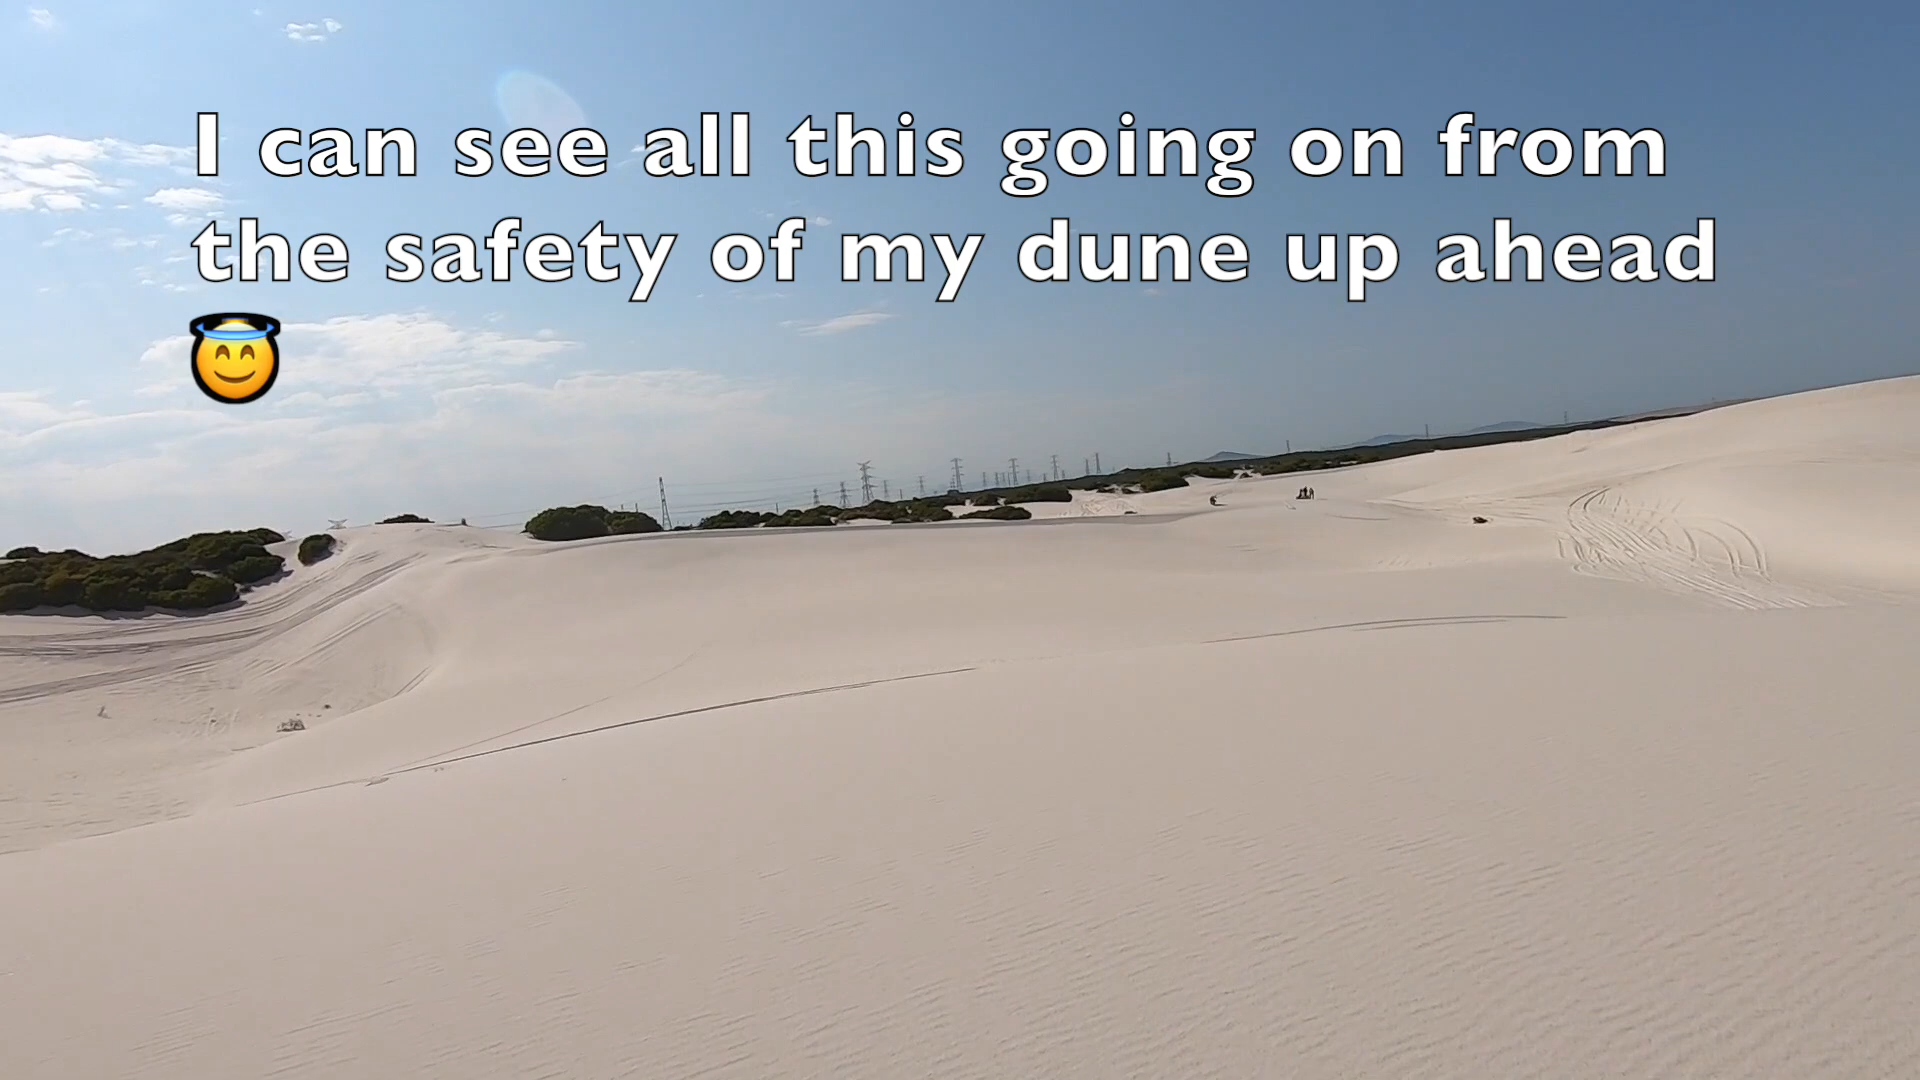 I can see all this going on from
the safety of my dune up ahead
😇